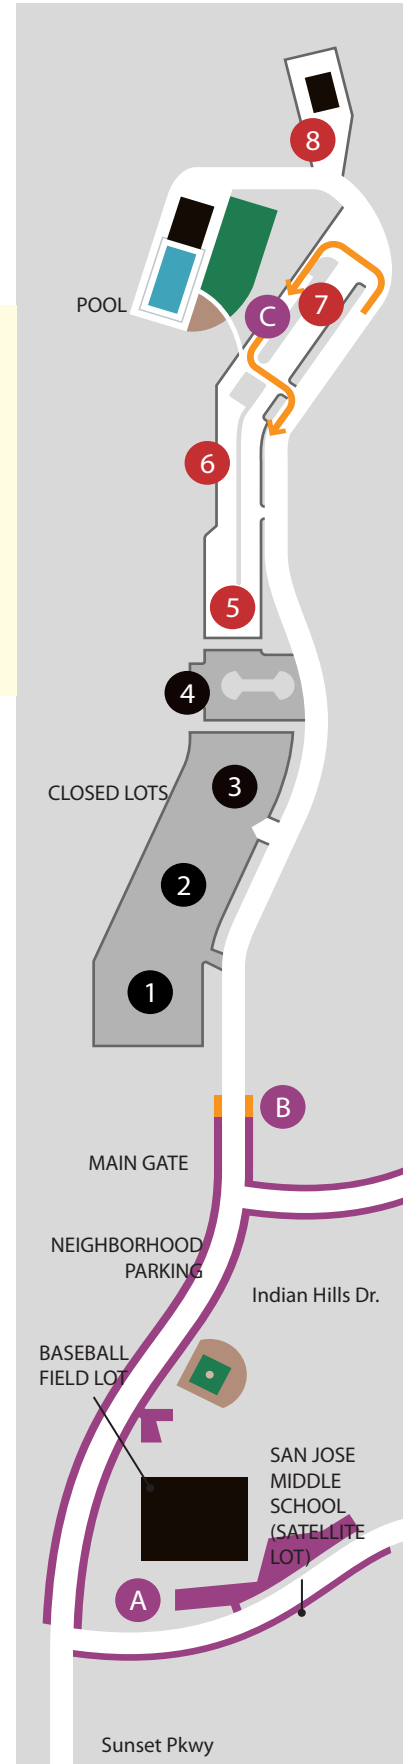 8
POOL
C
7
6
5
4
3
CLOSED LOTS
2
1
B
MAIN GATE
NEIGHBORHOOD
PARKING
Indian Hills Dr.
BASEBALL
FIELD LOT
SAN JOSE
MIDDLE
SCHOOL
(SATELLITE
LOT)
A
Sunset Pkwy